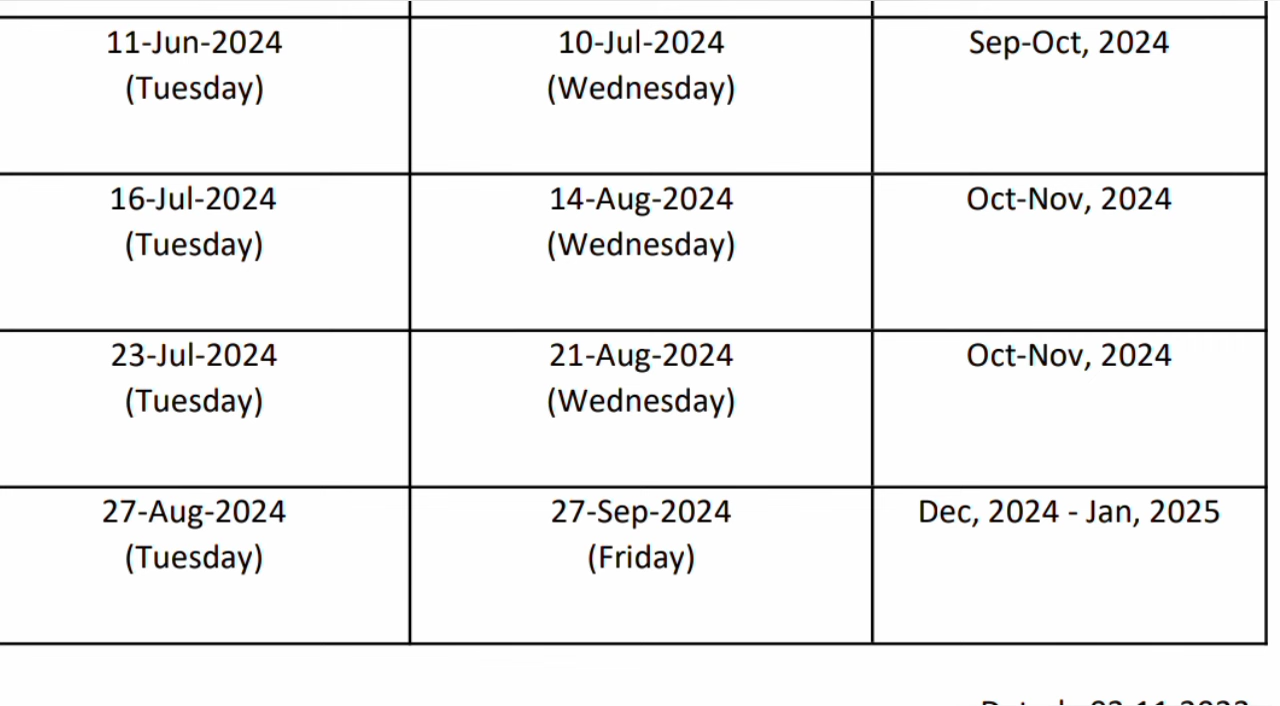 11-Jun-2024 10-Jul-2024 Sep-Oct, 2024
(Tuesday) (Wednesday)
16-Jul-2024 14-Aug-2024 Oct-Nov, 2024
(Tuesday) (Wednesday)
23-Jul-2024 21-Aug-2024 Oct-Nov, 2024
(Tuesday) (Wednesday)
27-Aug-2024 27-Sep-2024 Dec, 2024 - Jan, 2025
(Tuesday) (Friday)